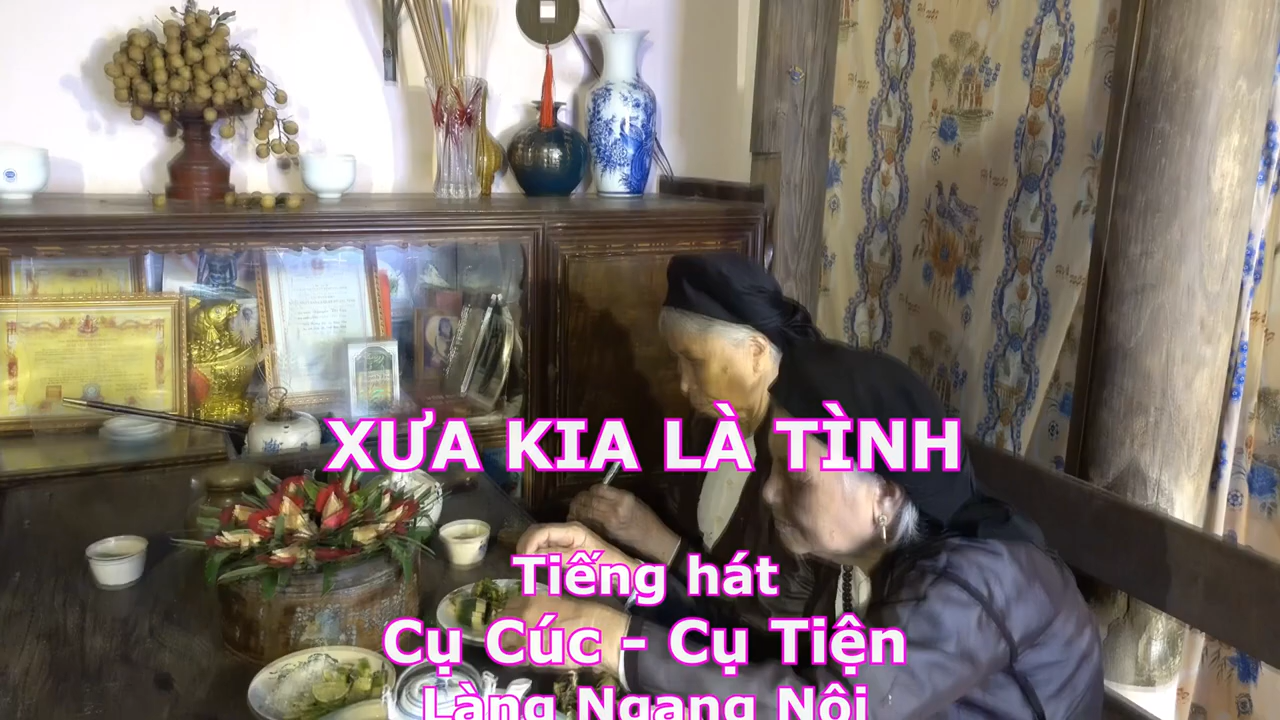 XƯA KIA LÀ TÌNH
Tiếng hát
Cụ Cúc - Cụ Tiện
Làng Ngang Nội